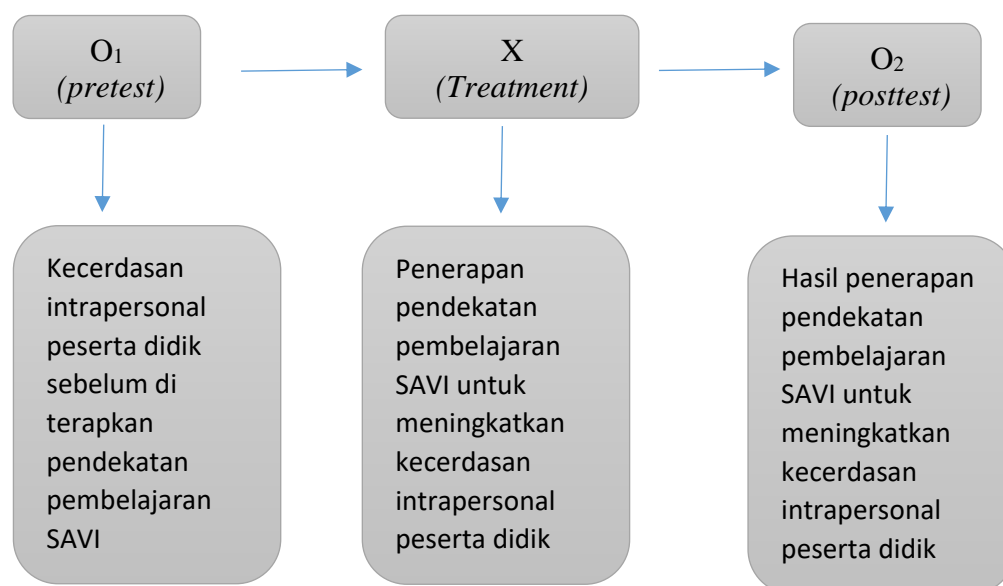 O1
(pretest)
X
(Treatment)
O2
(posttest)
Kecerdasan
intrapersonal
peserta didik
sebelum di
terapkan
pendekatan
pembelajaran
SAVI
Penerapan
pendekatan
pembelajaran
SAVI untuk
meningkatkan
kecerdasan
intrapersonal
peserta didik
Hasil penerapan
pendekatan
pembelajaran
SAVI untuk
meningkatkan
kecerdasan
intrapersonal
peserta didik